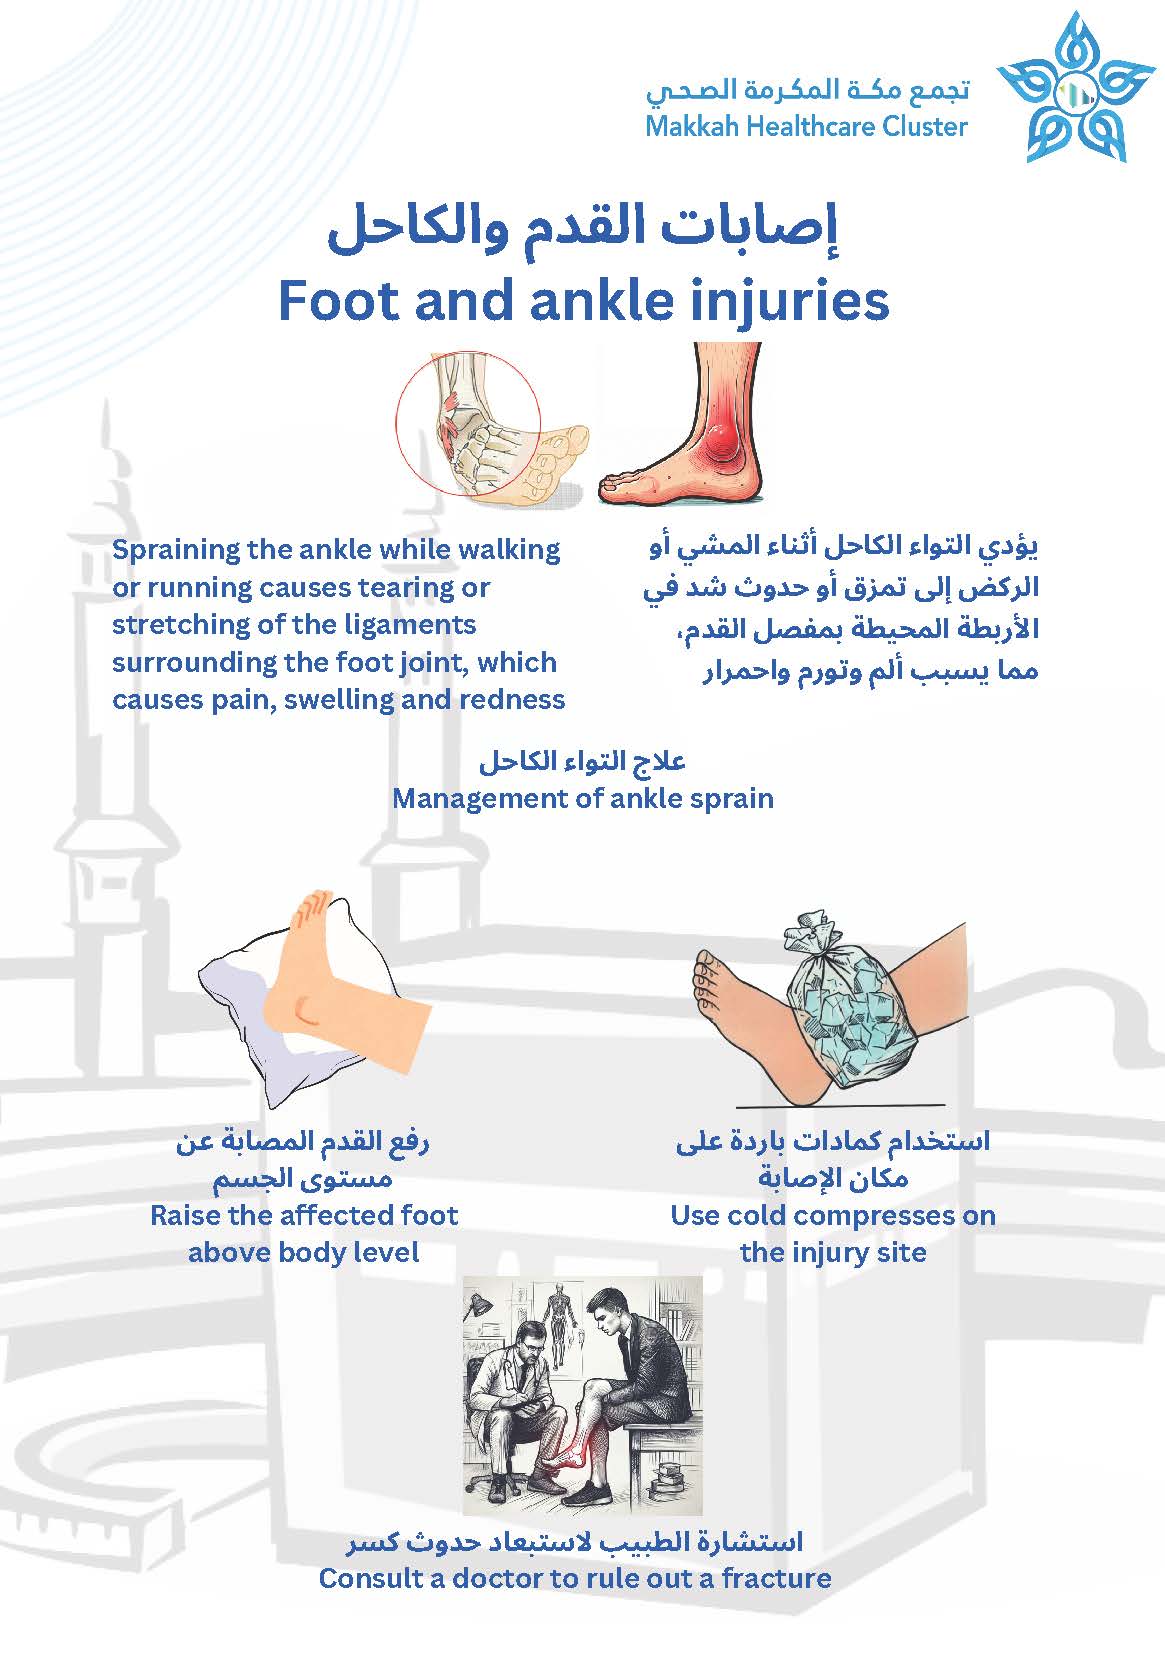 تجمع مكة المكرمة الصحي
Makkah Healthcare Cluster
إصابات القدم والكاحل
Foot and ankle injuries
Spraining the ankle while walking
or running causes tearing or
stretching of the ligaments
surrounding the foot joint, which
causes pain, swelling and redness
يؤدي التواء الكاحل أثناء المشي أو
الركض إلى تمزق أو حدوث شد في
الأربطة المحيطة بمفصل القدم،
مما يسبب ألم وتورم واحمرار
علاج التواء الكاحل
Management of ankle sprain
رفع القدم المصابة عن
مستوى الجسم
Raise the affected foot
above body level
استخدام كمادات باردة على
مكان الإصابة
Use cold compresses on
the injury site
استشارة الطبيب لاستبعاد حدوث كسر
Consult a doctor to rule out a fracture